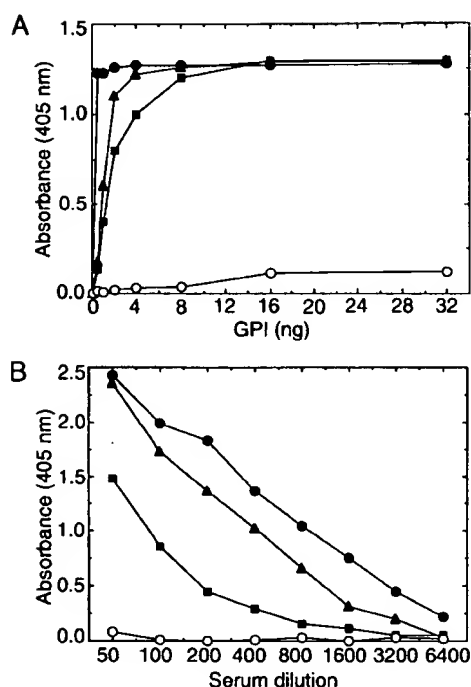 A
Absorbance (405 nm)
1.5
1.0
0.5
0.0
0 4 8 12 16 20 24 28 32
GPI (ng)
B
Absorbance (405 nm)
2.5
2.0
1.5
1.0
0.5
0.0
50 100 200 400 800 1600 3200 6400
Serum dilution